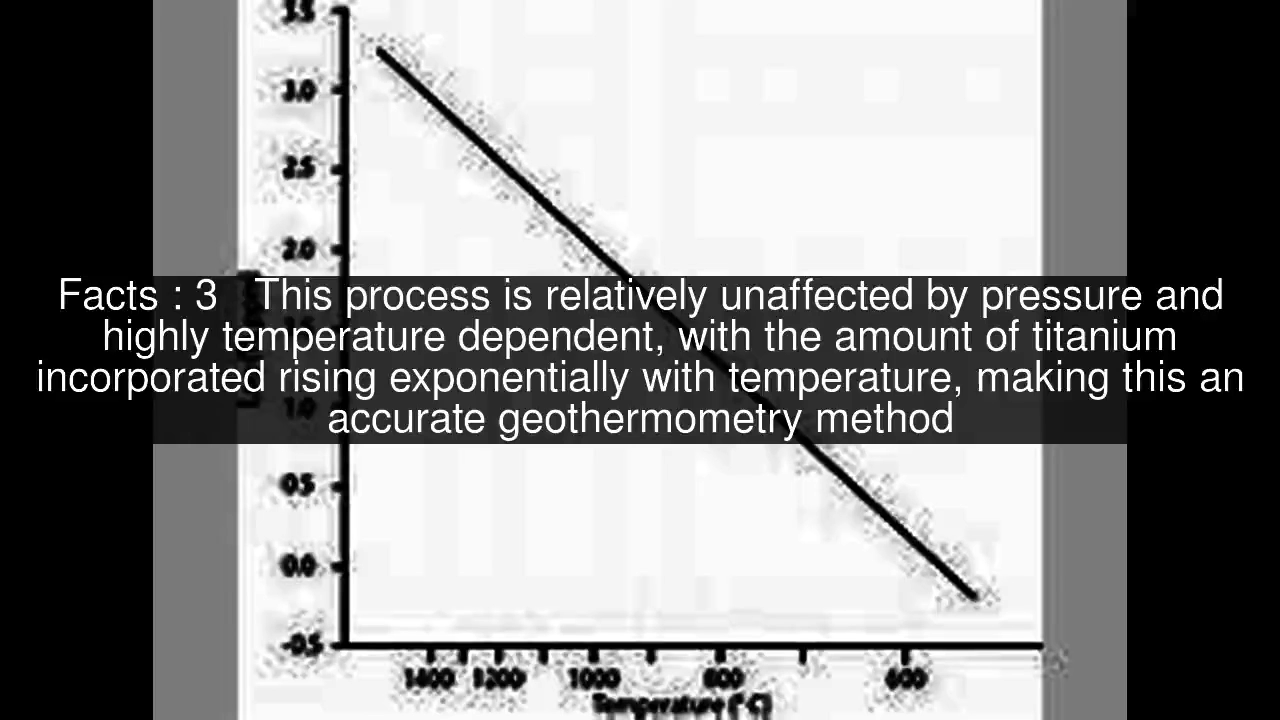 3.5
3.0
2.5
2.0
Facts : 3 This process is relatively unaffected by pressure and
highly temperature dependent, with the amount of titanium
incorporated rising exponentially with temperature, making this an
accurate geothermometry method
1.0
0.5
0.0
-0.5
1400 1200 1000 800 600
Temperature (°C)